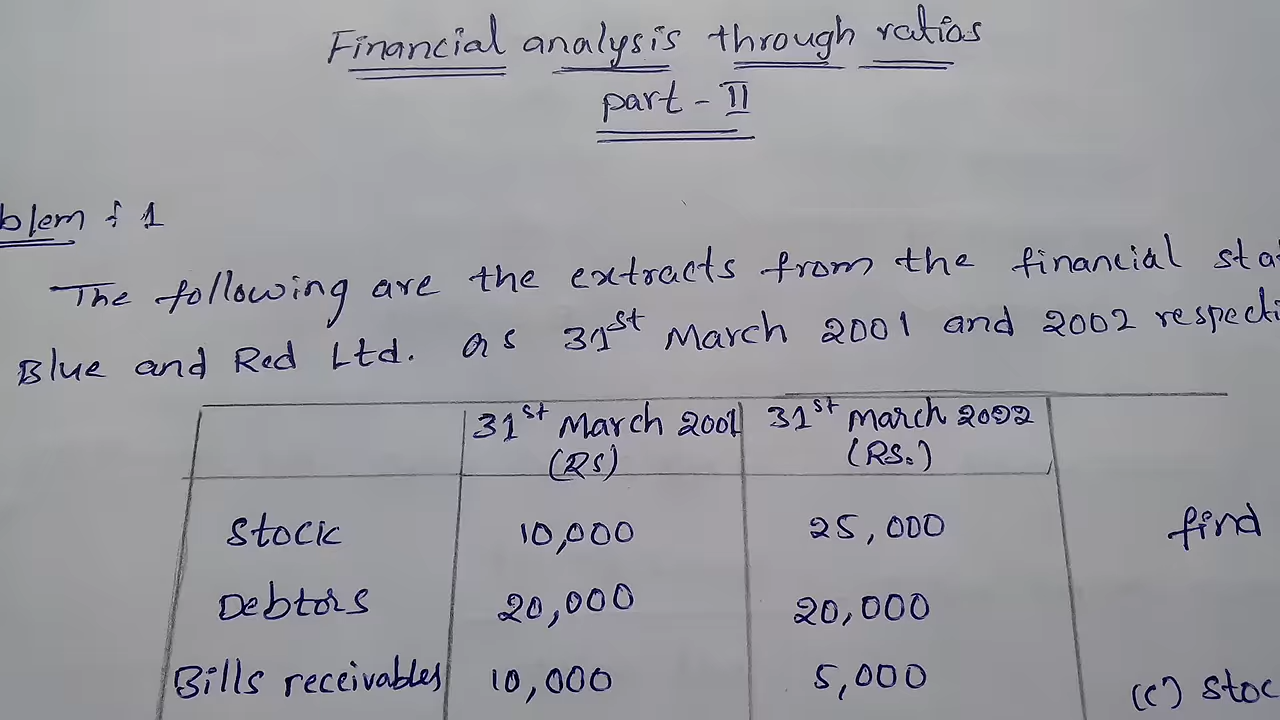 Financial analysis through ratios
part - II
blem : 1
The following are the extracts from the financial sta
Blue and Red Ltd. as 31st March 2001 and 2002 respecti
31st March 2001 31st March 2002
(RS) (RS.)
Stock 10,000 25,000 find
Debtors 20,000 20,000
Bills receivables 10,000 5,000 (c) stoc